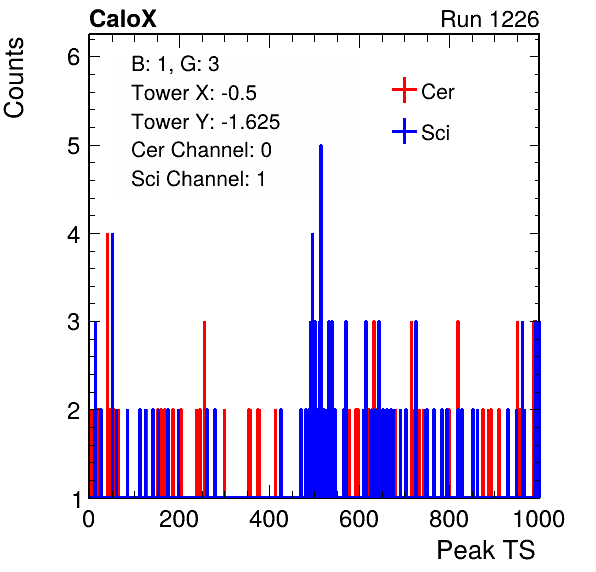 CaloX Run 1226
Counts
B: 1, G: 3
Tower X: -0.5
Tower Y: -1.625
Cer Channel: 0
Sci Channel: 1
Cer
Sci
6
5
4
3
2
1
0 200 400 600 800 1000
Peak TS